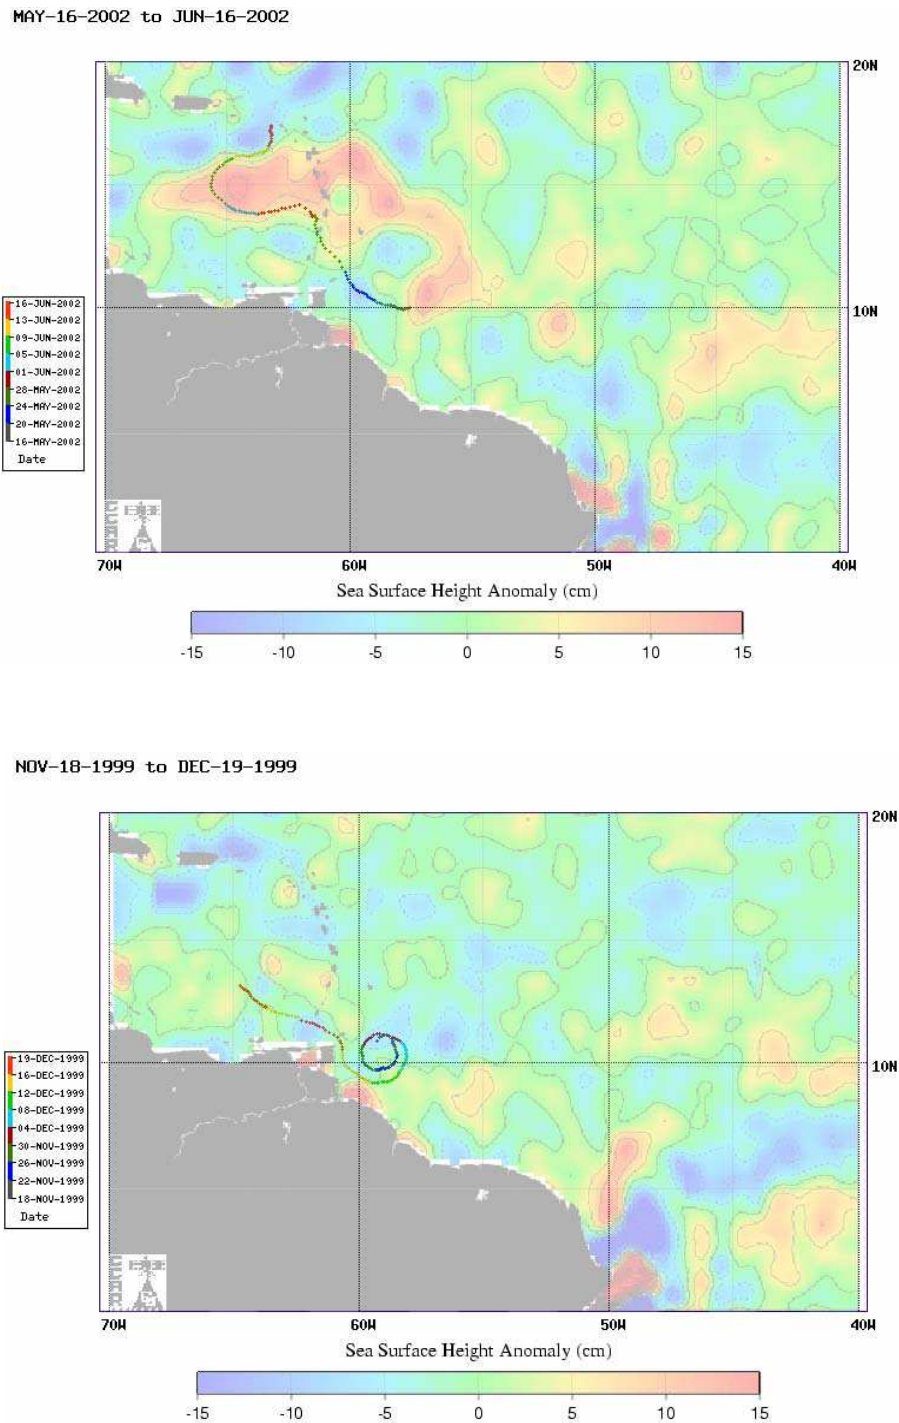 MAY-16-2002 to JUN-16-2002
20N
10N
16-JUN-2002
13-JUN-2002
09-JUN-2002
05-JUN-2002
01-JUN-2002
28-MAY-2002
24-MAY-2002
20-MAY-2002
16-MAY-2002
Date
70W 60W 50W 40W
Sea Surface Height Anomaly (cm)
-15 -10 -5 0 5 10 15
NOV-18-1999 to DEC-19-1999
20N
10N
19-DEC-1999
16-DEC-1999
12-DEC-1999
08-DEC-1999
04-DEC-1999
30-NOV-1999
26-NOV-1999
22-NOV-1999
18-NOV-1999
Date
70W 60W 50W 40W
Sea Surface Height Anomaly (cm)
-15 -10 -5 0 5 10 15